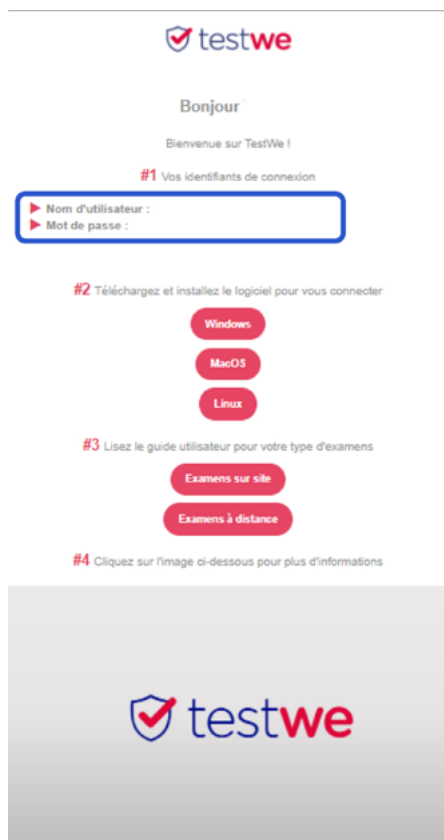 testwe
Bonjour
Bienvenue sur TestWe !
#1 Vos identifiants de connexion
Nom d'utilisateur :
Mot de passe :
#2 Téléchargez et installez le logiciel pour vous connecter
Windows
MacOS
Linux
#3 Lisez le guide utilisateur pour votre type d'examens
Examens sur site
Examens à distance
#4 Cliquez sur l'image ci-dessous pour plus d'informations
testwe